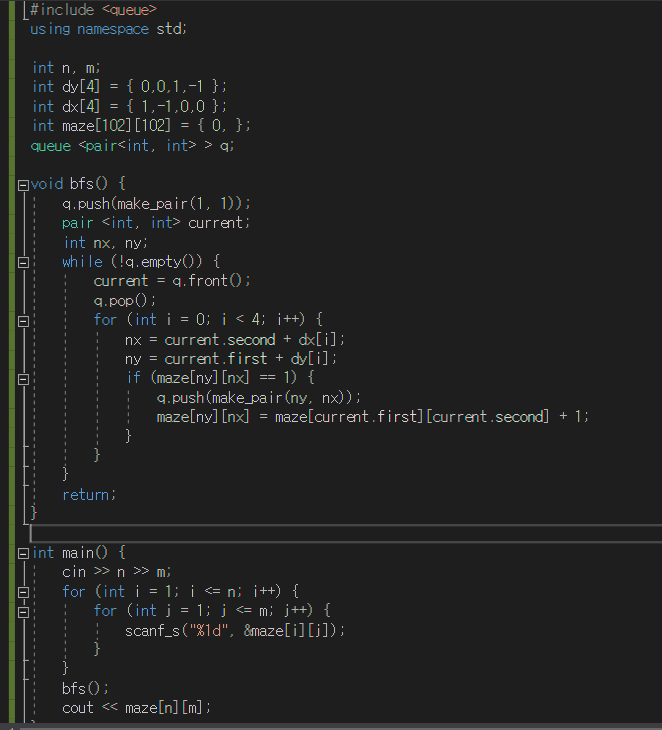 #include <queue>
using namespace std;
int n, m;
int dy[4] = { 0,0,1,-1 };
int dx[4] = { 1,-1,0,0 };
int maze[102][102] = { 0, };
queue <pair<int, int> > q;
void bfs() {
q.push(make_pair(1, 1));
pair <int, int> current;
int nx, ny;
while (!q.empty()) {
current = q.front();
q.pop();
for (int i = 0; i < 4; i++) {
nx = current.second + dx[i];
ny = current.first + dy[i];
if (maze[ny][nx] == 1) {
q.push(make_pair(ny, nx));
maze[ny][nx] = maze[current.first][current.second] + 1;
}
}
}
return;
}
int main() {
cin >> n >> m;
for (int i = 1; i <= n; i++) {
for (int j = 1; j <= m; j++) {
scanf_s("%1d", &maze[i][j]);
}
}
bfs();
cout << maze[n][m];